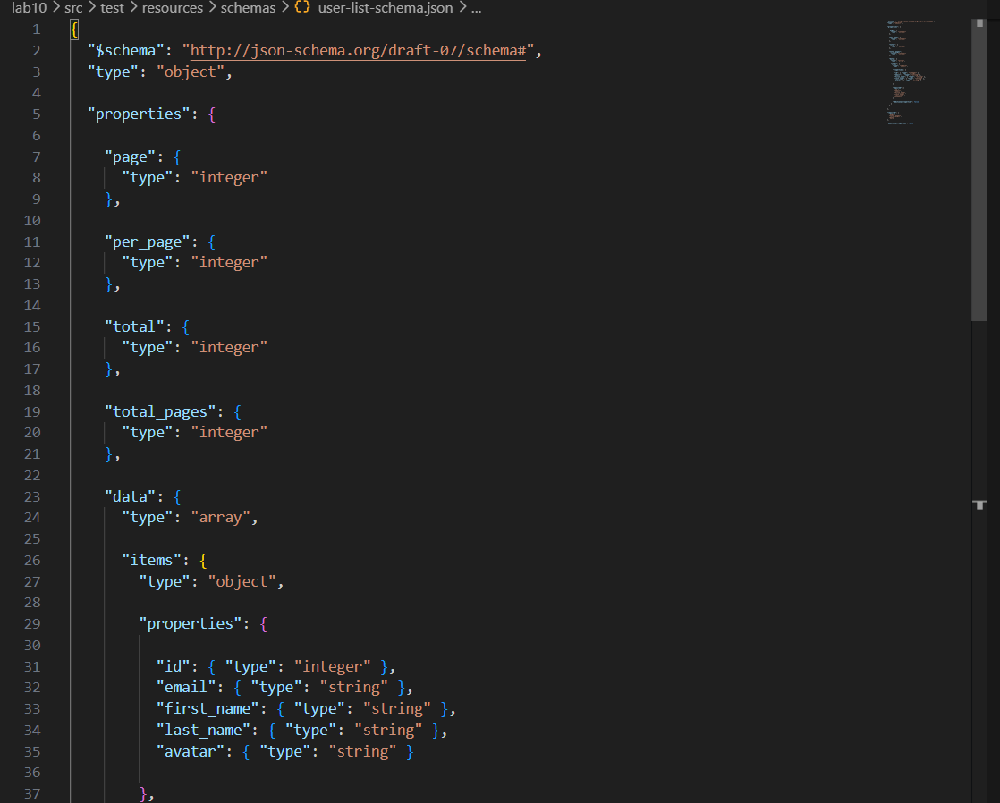 lab10 > src > test > resources > schemas > {} user-list-schema.json > ...
1 {
2 "$schema": "http://json-schema.org/draft-07/schema#",
3 "type": "object",
4
5 "properties": {
6
7 "page": {
8 "type": "integer"
9 },
10
11 "per_page": {
12 "type": "integer"
13 },
14
15 "total": {
16 "type": "integer"
17 },
18
19 "total_pages": {
20 "type": "integer"
21 },
22
23 "data": {
24 "type": "array",
25
26 "items": {
27 "type": "object",
28
29 "properties": {
30
31 "id": { "type": "integer" },
32 "email": { "type": "string" },
33 "first_name": { "type": "string" },
34 "last_name": { "type": "string" },
35 "avatar": { "type": "string" }
36
37 },